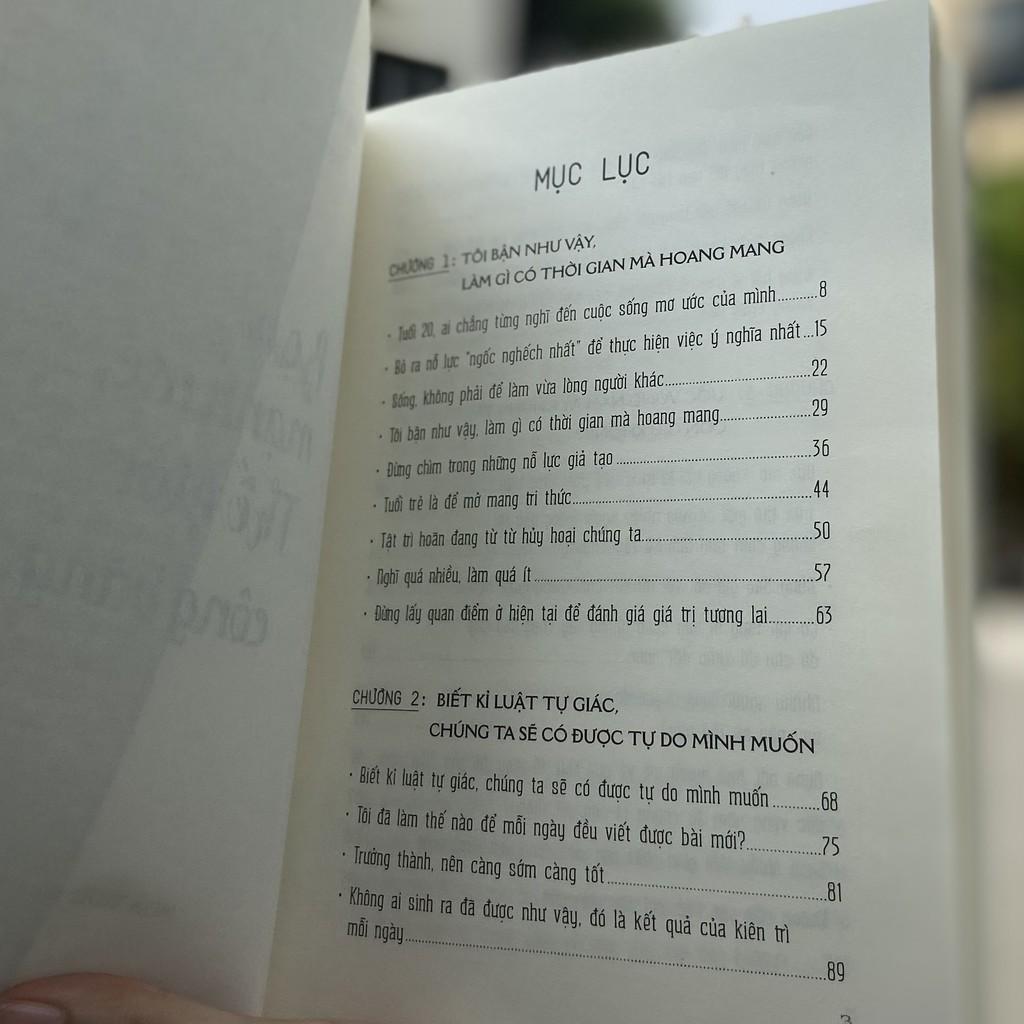 MỤC LỤC
CHƯƠNG 1: TÔI BẬN NHƯ VẬY,
LÀM GÌ CÓ THỜI GIAN MÀ HOANG MANG
• Tuổi 20, ai chẳng từng nghĩ đến cuộc sống mơ ước của mình..........8
• Bỏ ra nỗ lực "ngốc nghếch nhất" để thực hiện việc ý nghĩa nhất...15
• Sống, không phải để làm vừa lòng người khác..........22
• Tôi bận như vậy, làm gì có thời gian mà hoang mang..........29
• Đừng chìm trong những nỗ lực giả tạo..........36
• Tuổi trẻ là để mở mang tri thức..........44
• Tật trì hoãn đang từ từ hủy hoại chúng ta..........50
• Nghĩ quá nhiều, làm quá ít..........57
• Đừng lấy quan điểm ở hiện tại để đánh giá giá trị tương lai..........63
CHƯƠNG 2: BIẾT KỈ LUẬT TỰ GIÁC,
CHÚNG TA SẼ CÓ ĐƯỢC TỰ DO MÌNH MUỐN
• Biết kỉ luật tự giác, chúng ta sẽ có được tự do mình muốn..........68
• Tôi đã làm thế nào để mỗi ngày đều viết được bài mới?..........75
• Trưởng thành, nên càng sớm càng tốt..........81
• Không ai sinh ra đã được như vậy, đó là kết quả của kiên trì
mỗi ngày..........89
3